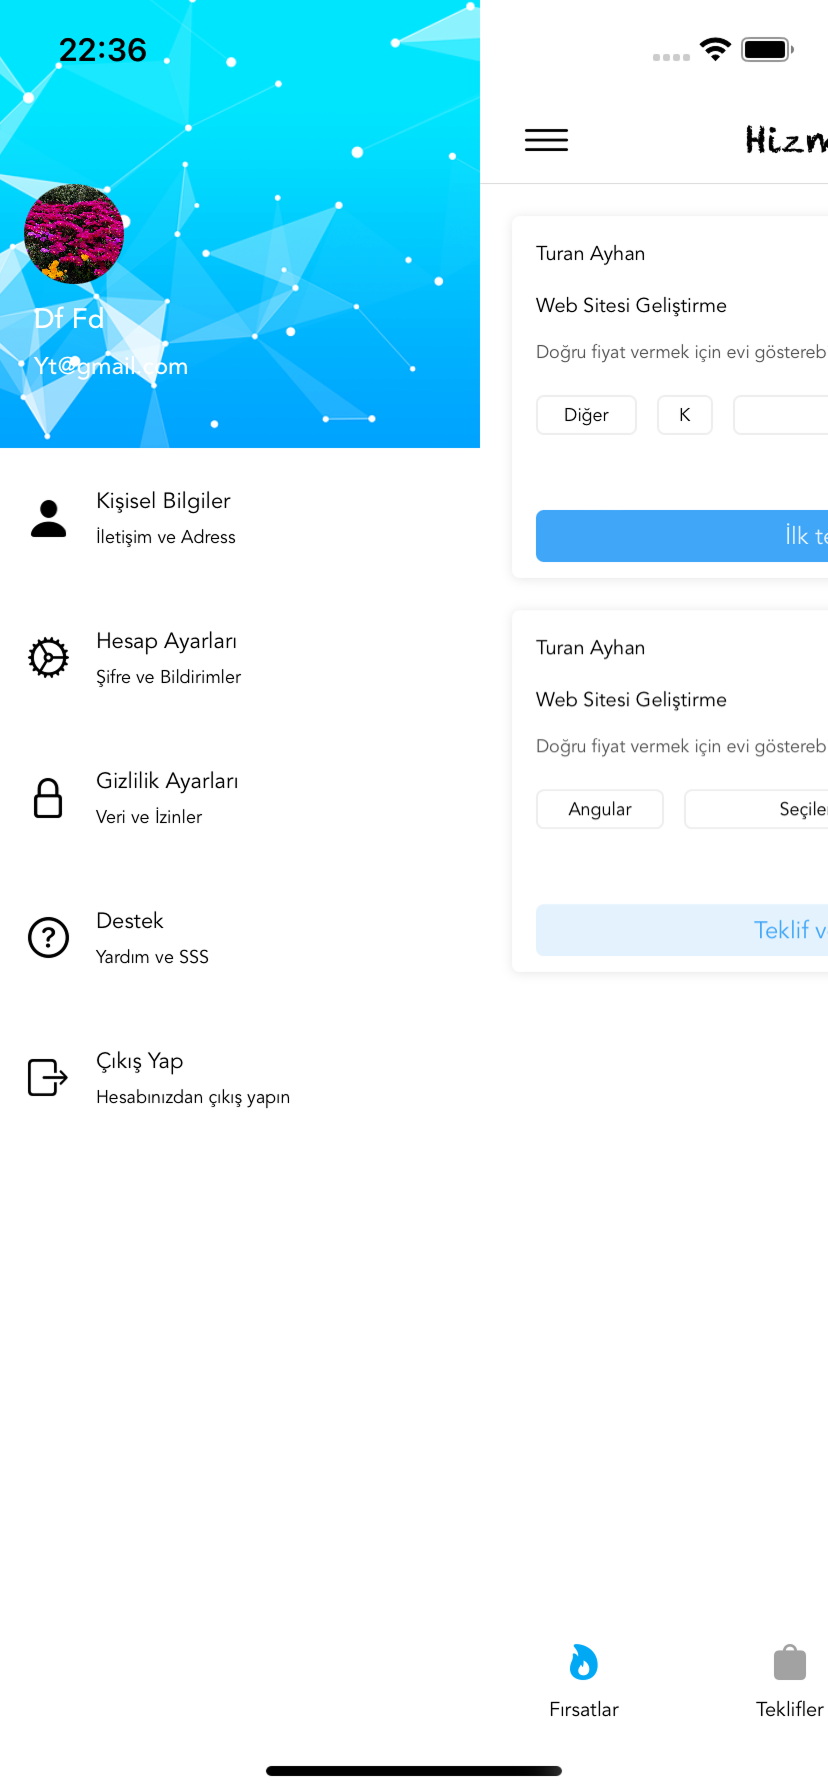 22:36
Df Fd
Yt@gmail.com
Kişisel Bilgiler
İletişim ve Adress
Hesap Ayarları
Şifre ve Bildirimler
Gizlilik Ayarları
Veri ve İzinler
Destek
Yardım ve SSS
Çıkış Yap
Hesabınızdan çıkış yapın
Hizm
Turan Ayhan
Web Sitesi Geliştirme
Doğru fiyat vermek için evi göstereb
Diğer
K
İlk te
Turan Ayhan
Web Sitesi Geliştirme
Doğru fiyat vermek için evi göstereb
Angular
Seçiler
Teklif v
Fırsatlar
Teklifler